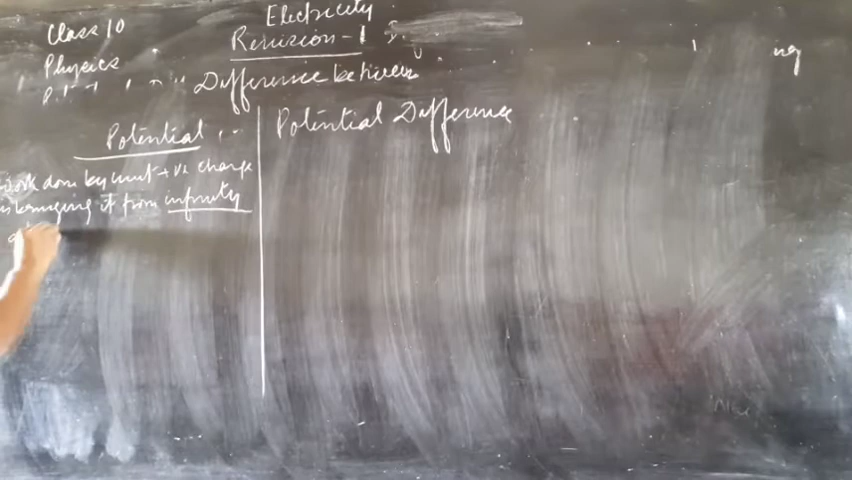 Class 10
Electricity
Physics
Revision-1
Difference between
Potential
Potential Difference
work done by unit +ve charge
in bringing it from infinity